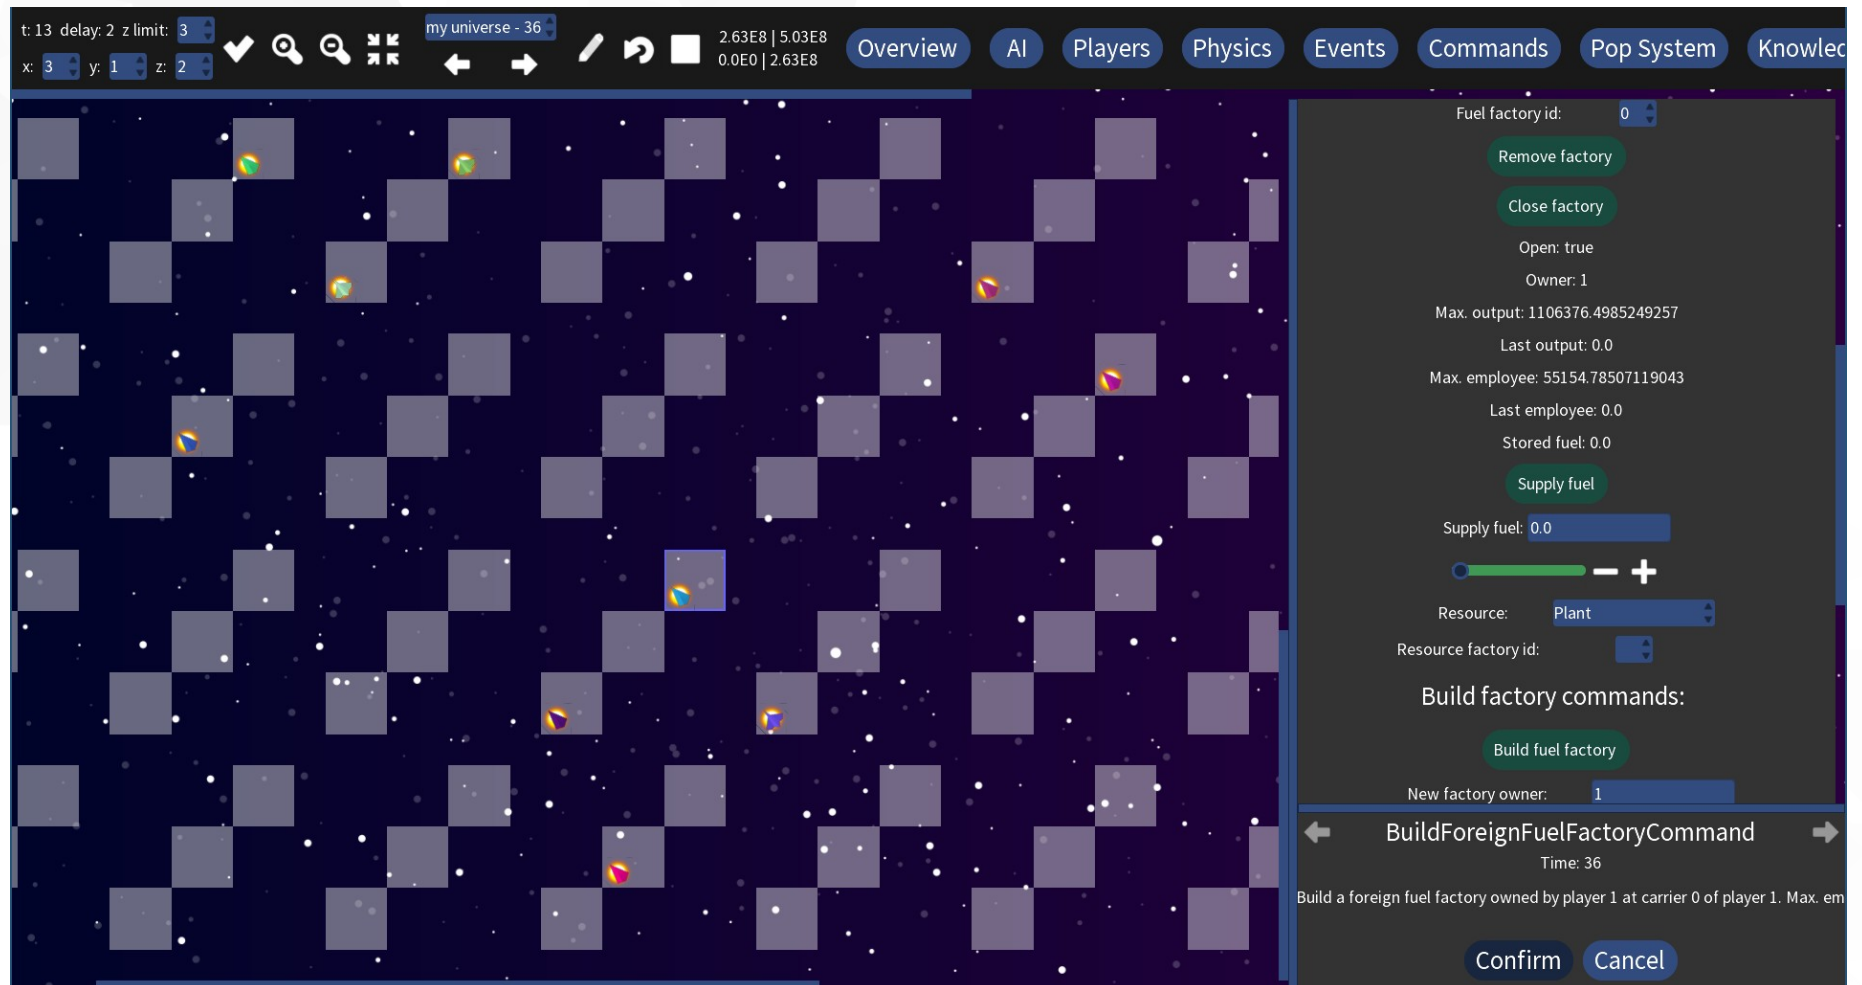 t: 13 delay: 2 z limit: 3
x: 3 y: 1 z: 2
my universe - 36
2.63E8 | 5.03E8
0.0E0 | 2.63E8
Overview
AI
Players
Physics
Events
Commands
Pop System
Knowlec
Fuel factory id: 0
Remove factory
Close factory
Open: true
Owner: 1
Max. output: 1106376.4985249257
Last output: 0.0
Max. employee: 55154.78507119043
Last employee: 0.0
Stored fuel: 0.0
Supply fuel
Supply fuel: 0.0
Resource: Plant
Resource factory id:
Build factory commands:
Build fuel factory
New factory owner: 1
BuildForeignFuelFactoryCommand
Time: 36
Build a foreign fuel factory owned by player 1 at carrier 0 of player 1. Max. em
Confirm Cancel